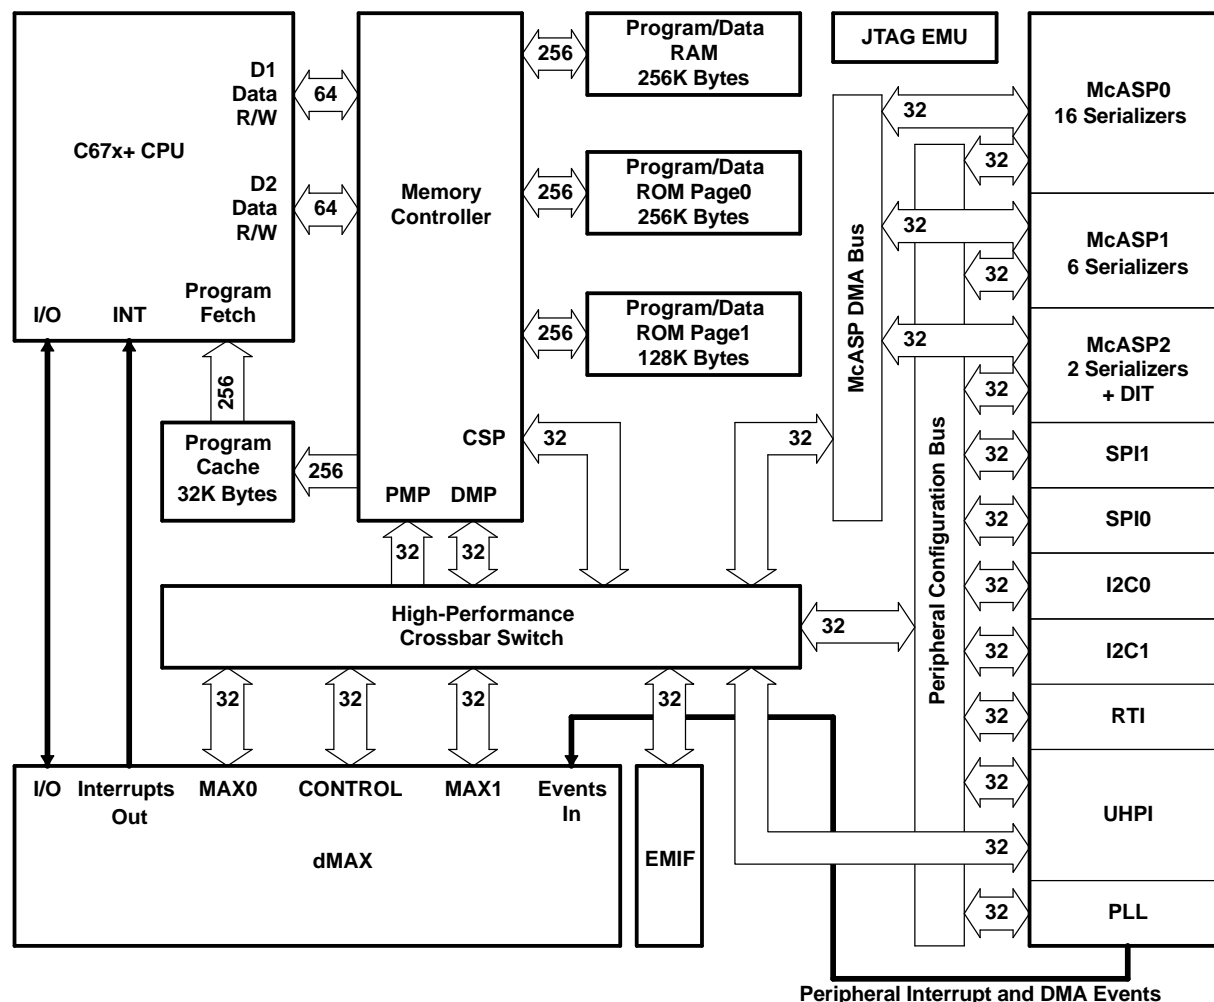 C67x+ CPU
D1
Data
R/W
D2
Data
R/W
I/O
INT
Program
Fetch
64
64
256
Program
Cache
32K Bytes
256
Memory
Controller
CSP
PMP
DMP
256
Program/Data
RAM
256K Bytes
256
Program/Data
ROM Page0
256K Bytes
256
Program/Data
ROM Page1
128K Bytes
32
32
32
32
High-Performance
Crossbar Switch
32
32
32
32
32
I/O
Interrupts
Out
MAX0
CONTROL
MAX1
Events
In
dMAX
EMIF
JTAG EMU
McASP DMA Bus
Peripheral Configuration Bus
32
32
McASP0
16 Serializers
32
32
McASP1
6 Serializers
32
32
McASP2
2 Serializers
+ DIT
32
SPI1
32
SPI0
32
I2C0
32
I2C1
32
RTI
32
32
UHPI
32
PLL
Peripheral Interrupt and DMA Events